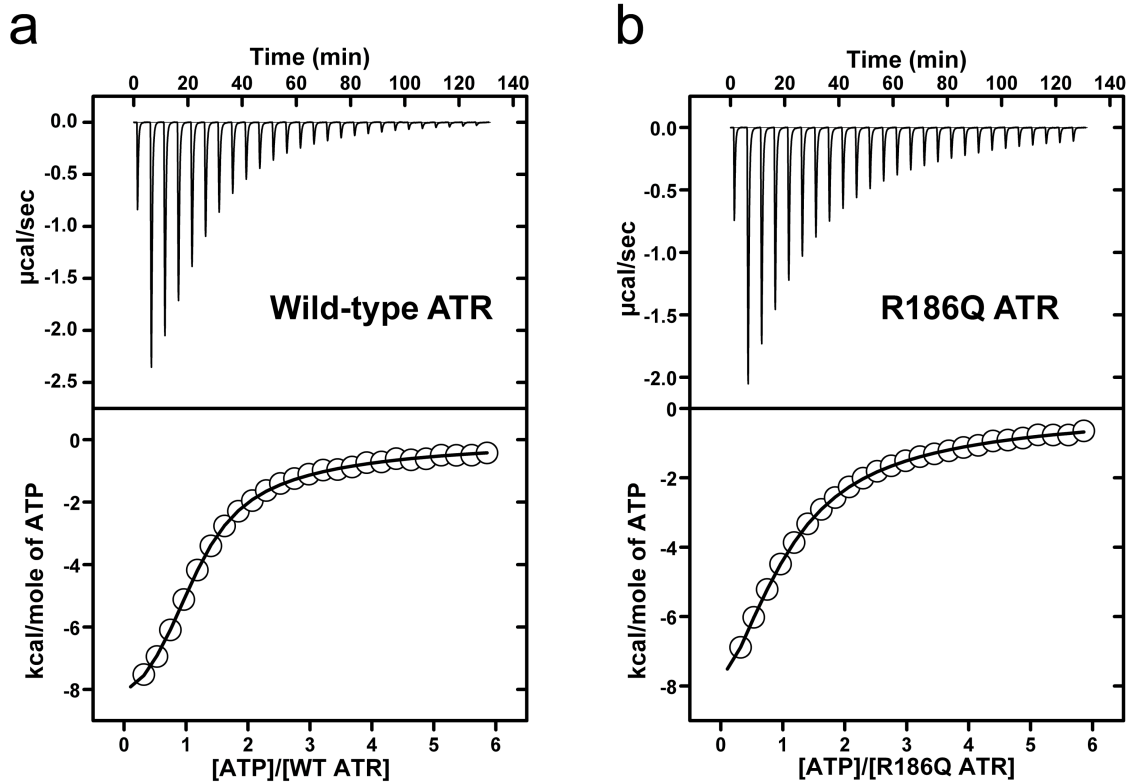 a
Time (min)
0 20 40 60 80 100 120 140
0.0
-0.5
-1.0
-1.5
-2.0
-2.5
µcal/sec
Wild-type ATR
0
-2
-4
-6
-8
kcal/mole of ATP
0 1 2 3 4 5 6
[ATP]/[WT ATR]
b
Time (min)
0 20 40 60 80 100 120 140
0.0
-0.5
-1.0
-1.5
-2.0
µcal/sec
R186Q ATR
0
-2
-4
-6
-8
kcal/mole of ATP
0 1 2 3 4 5 6
[ATP]/[R186Q ATR]